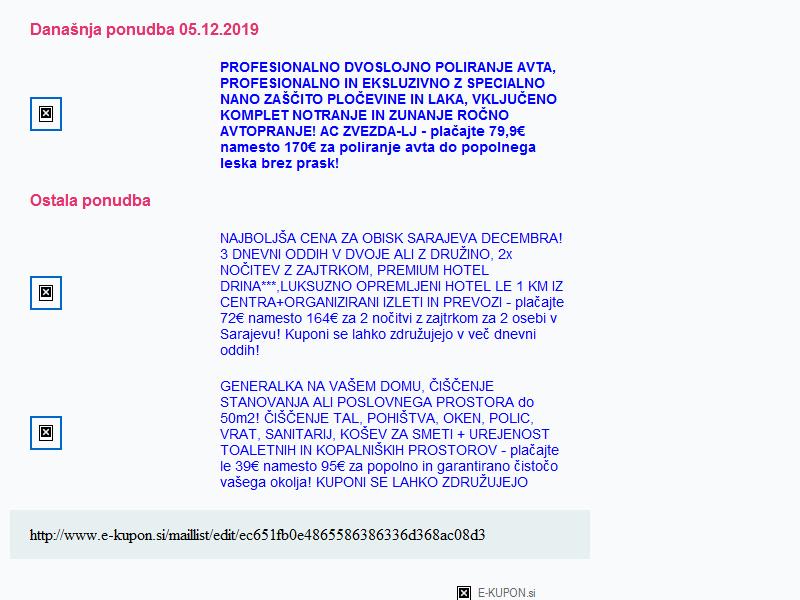 Današnja ponudba 05.12.2019
PROFESIONALNO DVOSLOJNO POLIRANJE AVTA,
PROFESIONALNO IN EKSLUZIVNO Z SPECIALNO
NANO ZAŠČITO PLOČEVINE IN LAKA, VKLJUČENO
KOMPLET NOTRANJE IN ZUNANJE ROČNO
AVTOPRANJE! AC ZVEZDA-LJ - plačajte 79,9€
namesto 170€ za poliranje avta do popolnega
leska brez prask!
Ostala ponudba
NAJBOLJŠA CENA ZA OBISK SARAJEVA DECEMBRA!
3 DNEVNI ODDIH V DVOJE ALI Z DRUŽINO, 2x
NOČITEV Z ZAJTRKOM, PREMIUM HOTEL
DRINA***,LUKSUZNO OPREMLJENI HOTEL LE 1 KM IZ
CENTRA+ORGANIZIRANI IZLETI IN PREVOZI - plačajte
72€ namesto 164€ za 2 nočitvi z zajtrkom za 2 osebi v
Sarajevu! Kuponi se lahko združujejo v več dnevni
oddih!
GENERALKA NA VAŠEM DOMU, ČIŠČENJE
STANOVANJA ALI POSLOVNEGA PROSTORA do
50m2! ČIŠČENJE TAL, POHIŠTVA, OKEN, POLIC,
VRAT, SANITARIJ, KOŠEV ZA SMETI + UREJENOST
TOALETNIH IN KOPALNIŠKIH PROSTOROV - plačajte
le 39€ namesto 95€ za popolno in garantirano čistočo
vašega okolja! KUPONI SE LAHKO ZDRUŽUJEJO
http://www.e-kupon.si/maillist/edit/ec651fb0e4865586386336d368ac08d3
E-KUPON.si